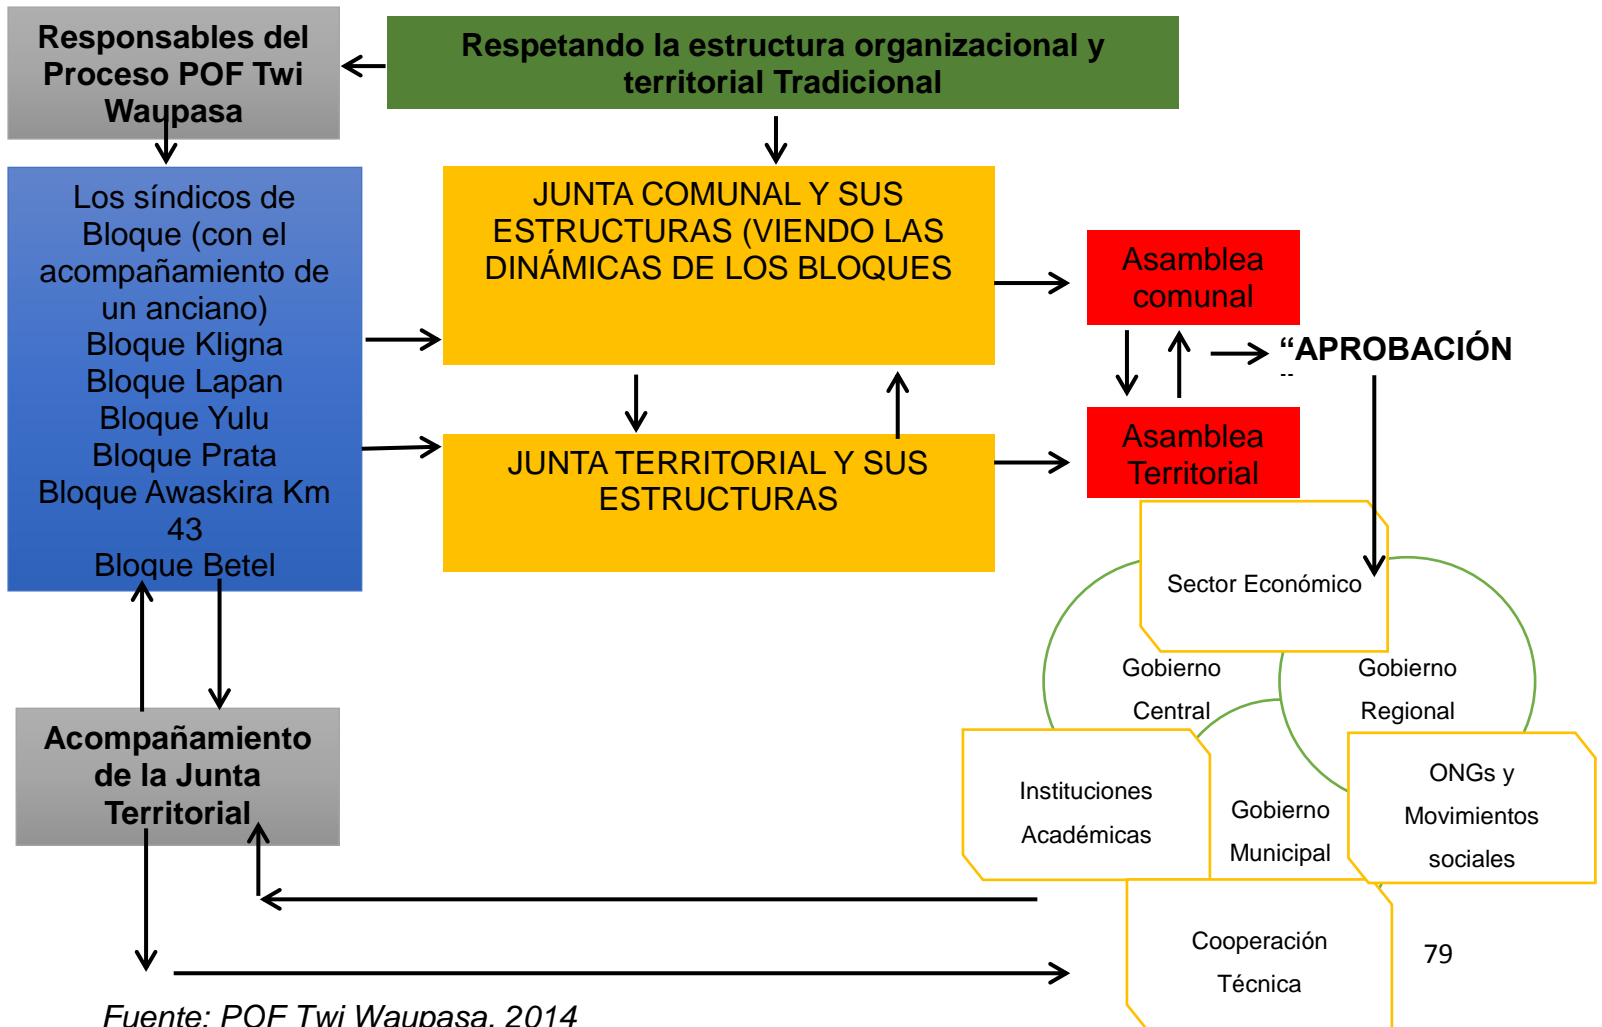 Responsables del
Proceso POF Twi
Waupasa
Respetando la estructura organizacional y
territorial Tradicional
Los síndicos de
Bloque (con el
acompañamiento de
un anciano)
Bloque Kligna
Bloque Lapan
Bloque Yulu
Bloque Prata
Bloque Awaskira Km
43
Bloque Betel
JUNTA COMUNAL Y SUS
ESTRUCTURAS (VIENDO LAS
DINÁMICAS DE LOS BLOQUES
JUNTA TERRITORIAL Y SUS
ESTRUCTURAS
Asamblea
comunal
“APROBACIÓN
Asamblea
Territorial
Sector Económico
Gobierno
Central
Gobierno
Regional
Instituciones
Académicas
Gobierno
Municipal
ONGs y
Movimientos
sociales
Cooperación
Técnica
Acompañamiento
de la Junta
Territorial
79
Fuente: POF Twi Waupasa, 2014